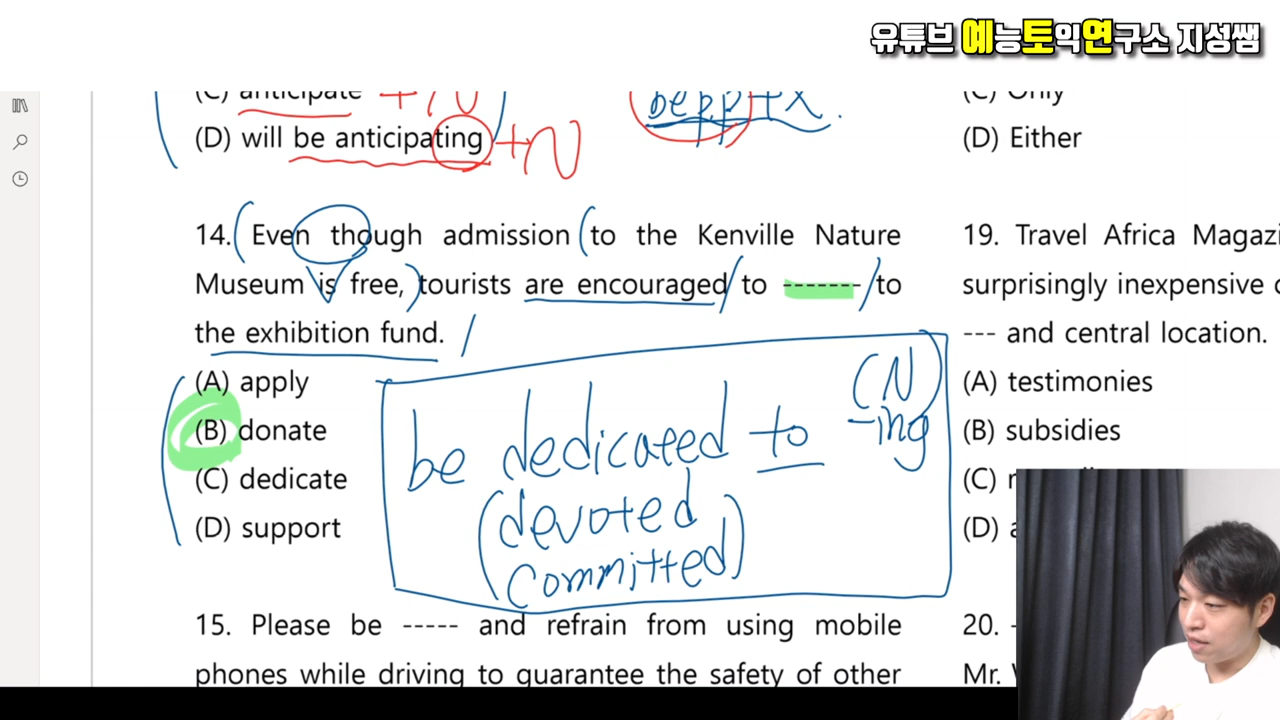 유튜브 예능토익연구소 지성쌤
(C) anticipate +N
be p.p + X.
(D) will be anticipating +N
14. Even though admission to the Kenville Nature
Museum is free, tourists are encouraged to ------- to
the exhibition fund.
(A) apply
(B) donate
(C) dedicate
(D) support
be dedicated to (N)
-ing
(devoted
committed)
15. Please be ----- and refrain from using mobile
phones while driving to guarantee the safety of other
(C) Only
(D) Either
19. Travel Africa
surprisingly inexpensive
--- and central location.
(A) testimonies
(B) subsidies
(C)
(D)
20.
Mr.